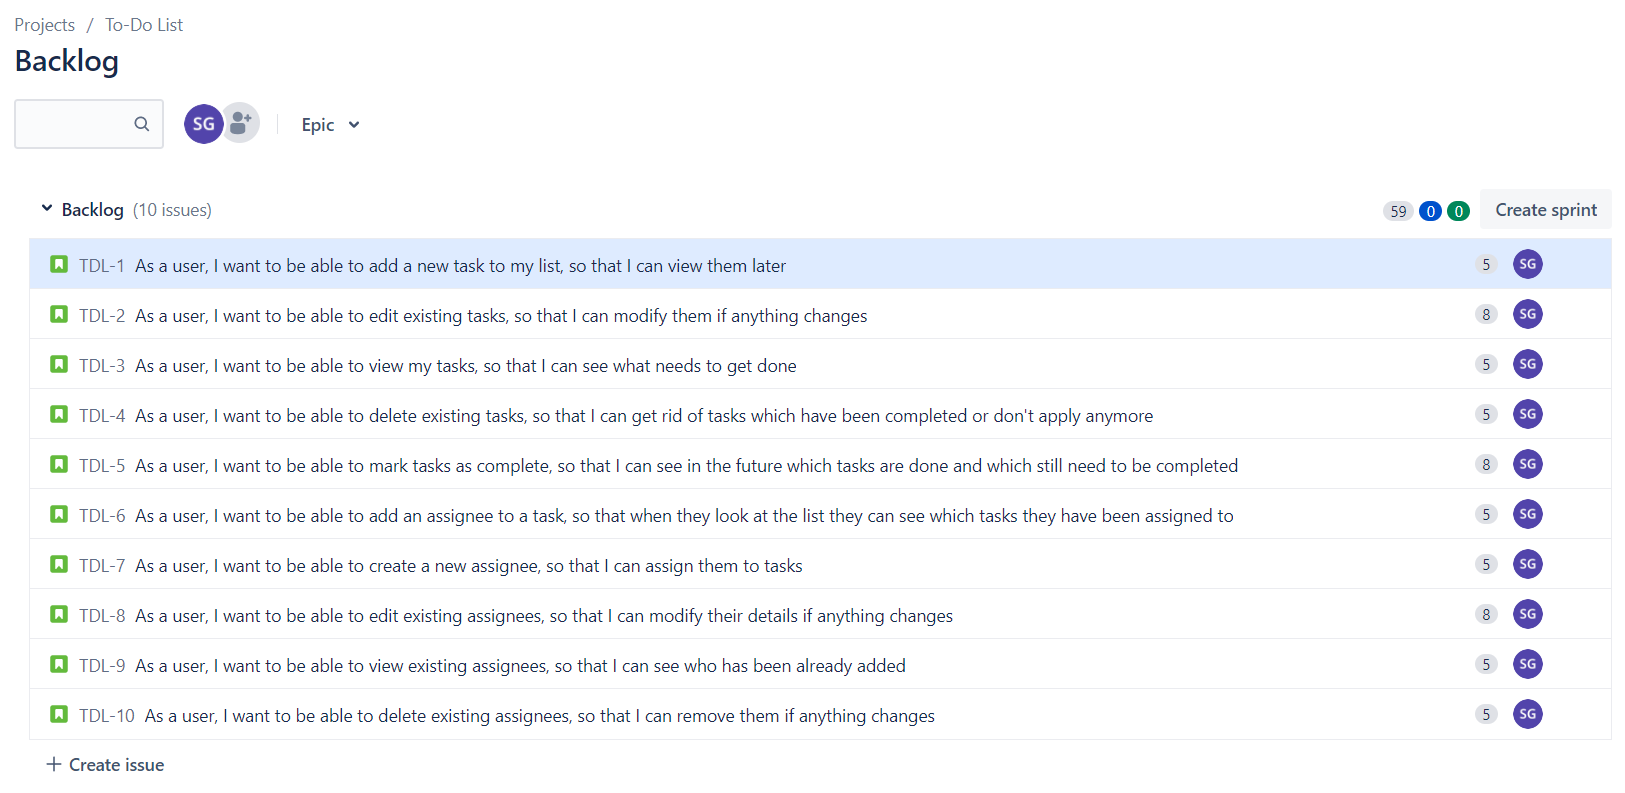 Projects / To-Do List
Backlog
SG Epic
Backlog (10 issues) 59 0 0 Create sprint
TDL-1 As a user, I want to be able to add a new task to my list, so that I can view them later 5 SG
TDL-2 As a user, I want to be able to edit existing tasks, so that I can modify them if anything changes 8 SG
TDL-3 As a user, I want to be able to view my tasks, so that I can see what needs to get done 5 SG
TDL-4 As a user, I want to be able to delete existing tasks, so that I can get rid of tasks which have been completed or don't apply anymore 5 SG
TDL-5 As a user, I want to be able to mark tasks as complete, so that I can see in the future which tasks are done and which still need to be completed 8 SG
TDL-6 As a user, I want to be able to add an assignee to a task, so that when they look at the list they can see which tasks they have been assigned to 5 SG
TDL-7 As a user, I want to be able to create a new assignee, so that I can assign them to tasks 5 SG
TDL-8 As a user, I want to be able to edit existing assignees, so that I can modify their details if anything changes 8 SG
TDL-9 As a user, I want to be able to view existing assignees, so that I can see who has been already added 5 SG
TDL-10 As a user, I want to be able to delete existing assignees, so that I can remove them if anything changes 5 SG
+ Create issue